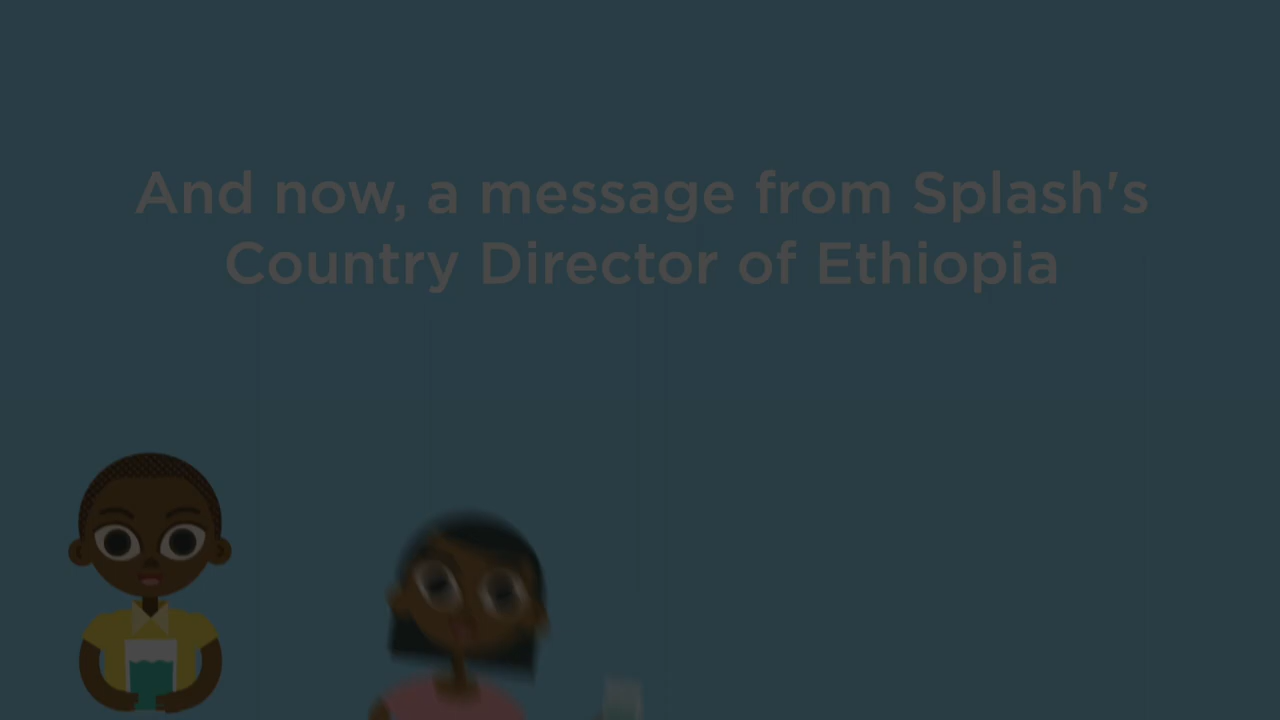 And now, a message from Splash's
Country Director of Ethiopia